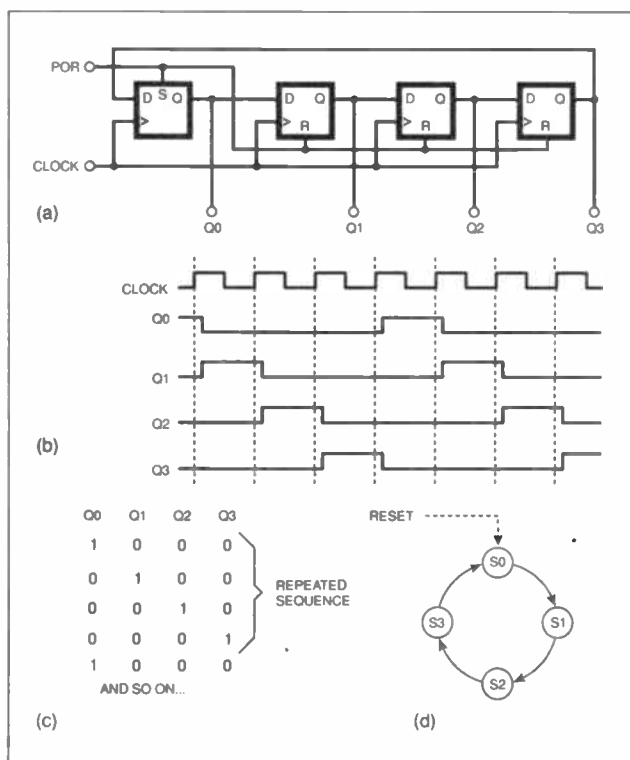 POR
D S Q
D Q
D Q
D Q
R
R
R
CLOCK
(a)
Q0
Q1
Q2
Q3
CLOCK
Q0
Q1
Q2
(b)
Q3
Q0 Q1 Q2 Q3
1 0 0 0
0 1 0 0
0 0 1 0
0 0 0 1
1 0 0 0
REPEATED
SEQUENCE
AND SO ON...
(c)
RESET
S0
S3
S1
S2
(d)